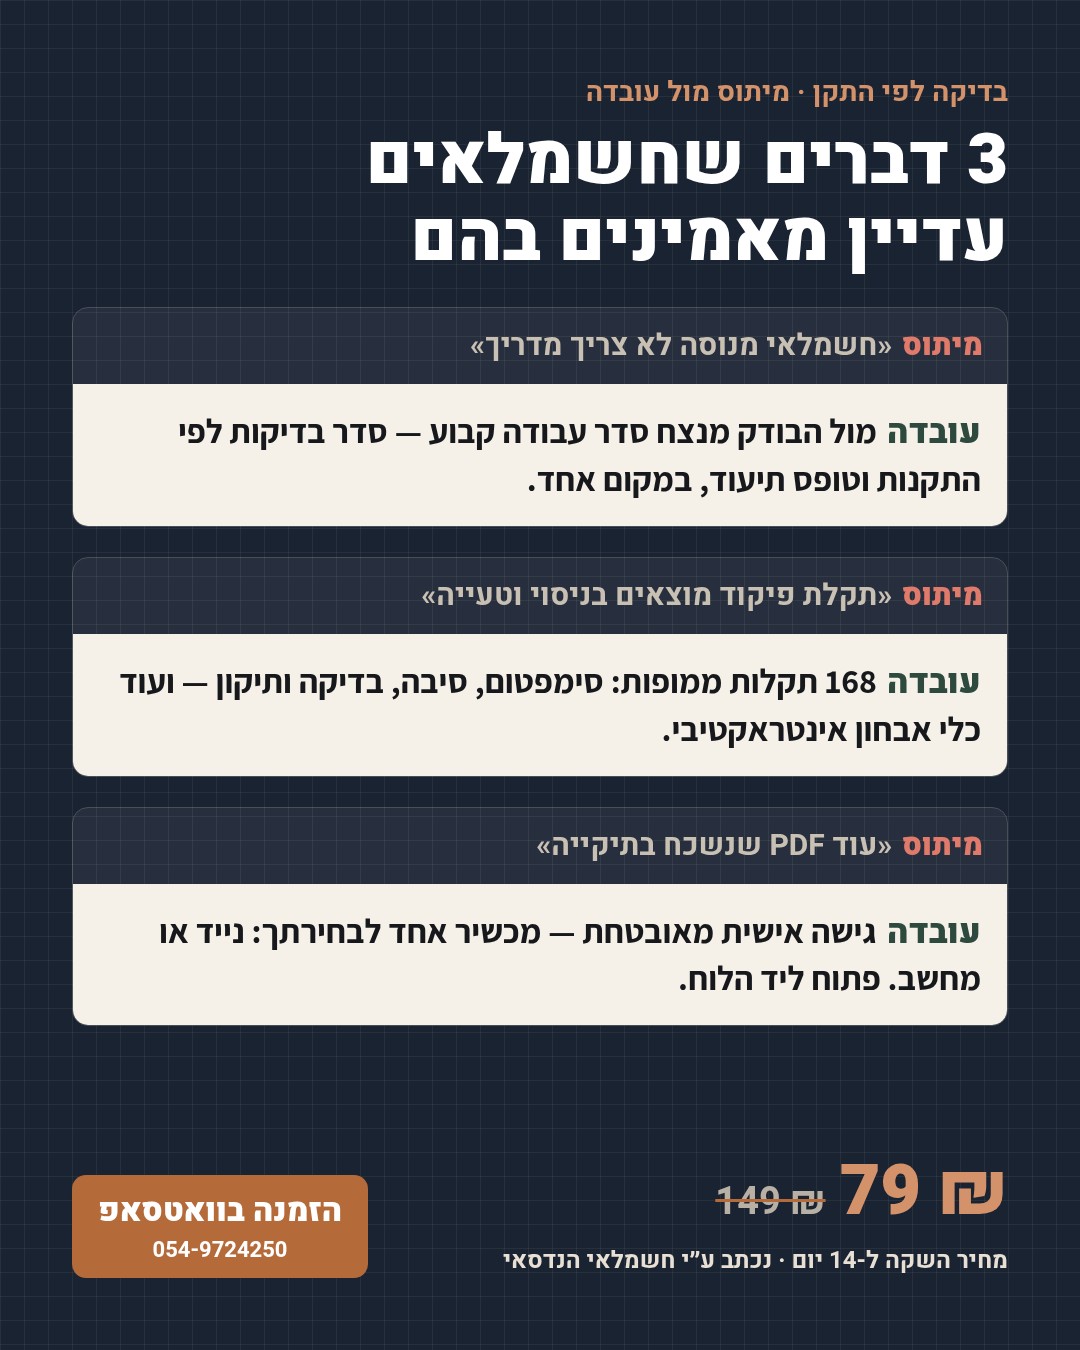 בדיקה לפי התקן · מיתוס מול עובדה
3 דברים שחשמלאים
עדיין מאמינים בהם
מיתוס «חשמלאי מנוסה לא צריך מדריך»
עובדה מול הבודק מנצח סדר עבודה קבוע — סדר בדיקות לפי
התקנות וטופס תיעוד, במקום אחד.
מיתוס «תקלת פיקוד מוצאים בניסוי וטעייה»
עובדה 168 תקלות ממופות: סימפטום, סיבה, בדיקה ותיקון — ועוד
כלי אבחון אינטראקטיבי.
מיתוס «עוד PDF שנשכח בתיקייה»
עובדה גישה אישית מאובטחת — מכשיר אחד לבחירתך: נייד או
מחשב. פתוח ליד הלוח.
₪ 79 ₪ 149
מחיר השקה ל-14 יום · נכתב ע״י חשמלאי הנדסאי
הזמנה בוואטסאפ
054-9724250